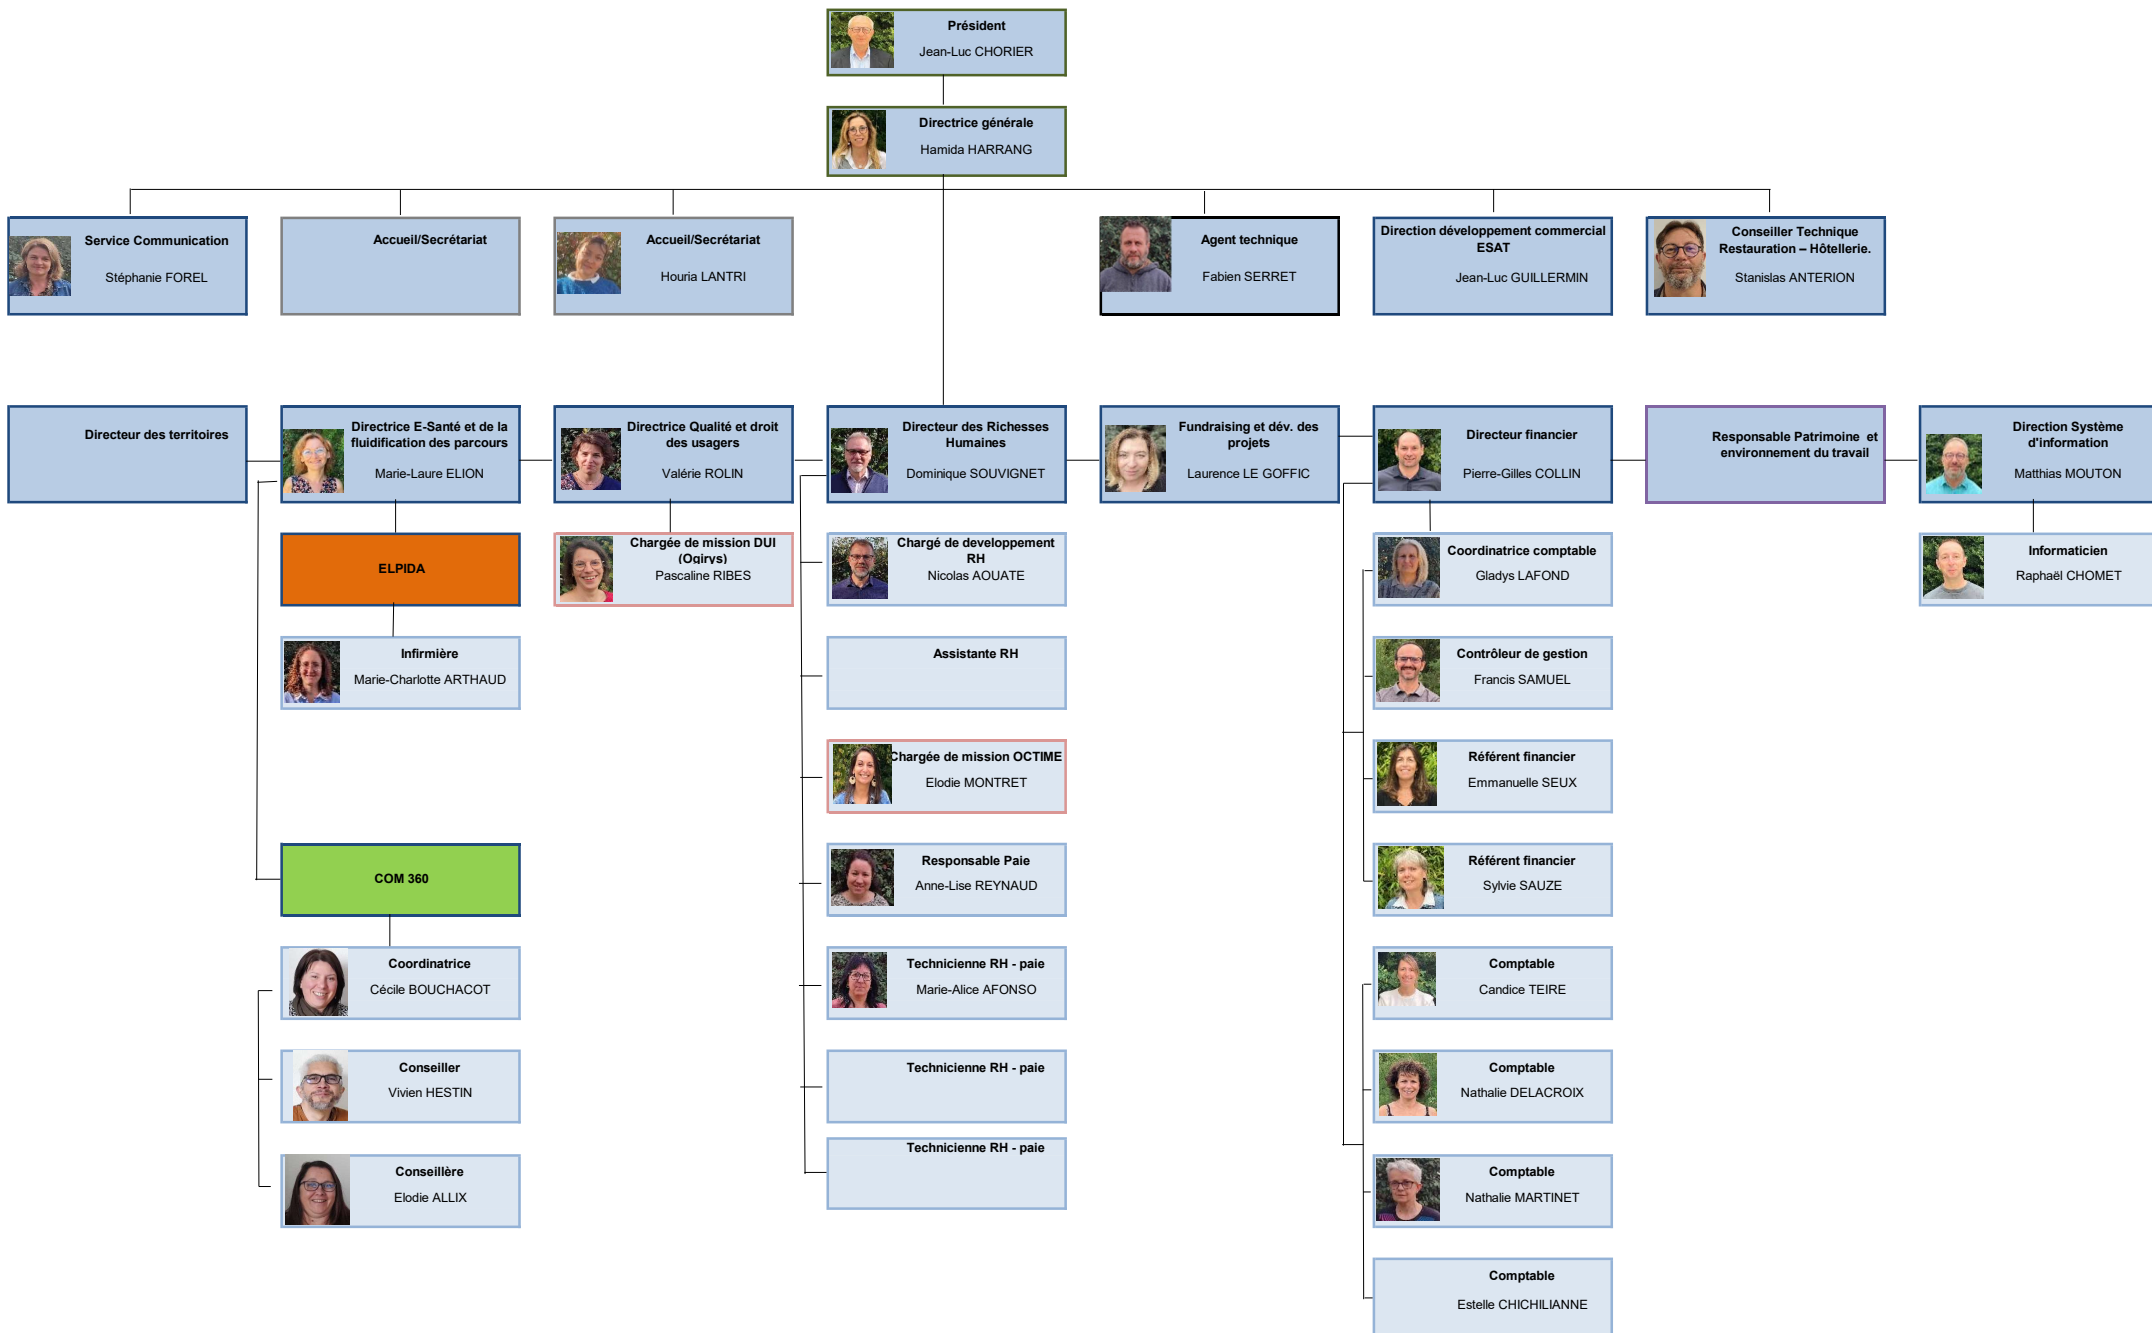 Président
Jean-Luc CHORIER
Directrice générale
Hamida HARRANG
Service Communication
Stéphanie FOREL
Accueil/Secrétariat
Accueil/Secrétariat
Houria LANTRI
Agent technique
Fabien SERRET
Direction développement commercial
ESAT
Jean-Luc GUILLERMIN
Conseiller Technique
Restauration – Hôtellerie.
Stanislas ANTERION
Directeur des territoires
Directrice E-Santé et de la
fluidification des parcours
Marie-Laure ELION
Directrice Qualité et droit
des usagers
Valérie ROLIN
Directeur des Richesses
Humaines
Dominique SOUVIGNET
Fundraising et dév. des
projets
Laurence LE GOFFIC
Directeur financier
Pierre-Gilles COLLIN
Responsable Patrimoine et
environnement du travail
Direction Système
d'information
Matthias MOUTON
ELPIDA
Chargée de mission DUI
(Ogirys)
Pascaline RIBES
Chargé de developpement
RH
Nicolas AOUATE
Coordinatrice comptable
Gladys LAFOND
Informaticien
Raphaël CHOMET
Infirmière
Marie-Charlotte ARTHAUD
Assistante RH
Contrôleur de gestion
Francis SAMUEL
Chargée de mission OCTIME
Elodie MONTRET
Référent financier
Emmanuelle SEUX
COM 360
Responsable Paie
Anne-Lise REYNAUD
Référent financier
Sylvie SAUZE
Coordinatrice
Cécile BOUCHACOT
Technicienne RH - paie
Marie-Alice AFONSO
Comptable
Candice TEIRE
Conseiller
Vivien HESTIN
Technicienne RH - paie
Comptable
Nathalie DELACROIX
Conseillère
Elodie ALLIX
Technicienne RH - paie
Comptable
Nathalie MARTINET
Comptable
Estelle CHICHILIANNE